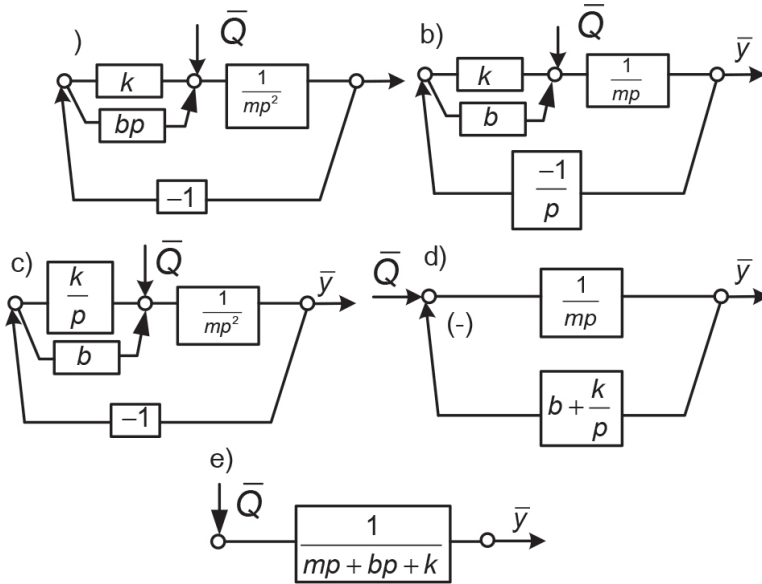 )
Q̄
k
bp
1/mp²
−1
b)
Q̄
k
b
1/mp
ȳ
−1/p
c)
Q̄
k/p
b
1/mp²
ȳ
−1
d)
Q̄
(-)
1/mp
ȳ
b + k/p
e)
Q̄
1/(mp + bp + k)
ȳ